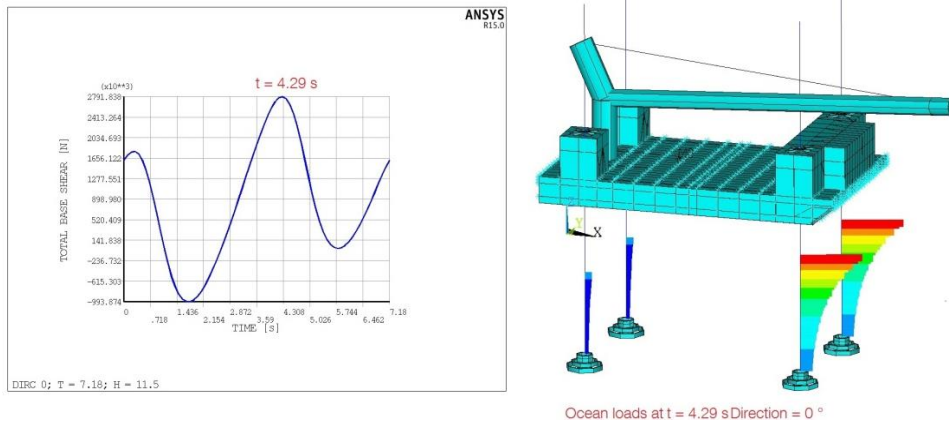 ANSYS
R15.0
t = 4.29 s
(x10**3)
2791.838
2413.264
2034.693
1656.122
1277.551
898.980
520.409
141.838
-236.732
-615.303
-993.874
TOTAL BASE SHEAR [N]
0
.718
1.436
2.154
2.872
3.59
4.308
5.026
5.744
6.462
7.18
TIME [s]
DIRC 0; T = 7.18; H = 11.5
Y
X
Ocean loads at t = 4.29 s Direction = 0 °